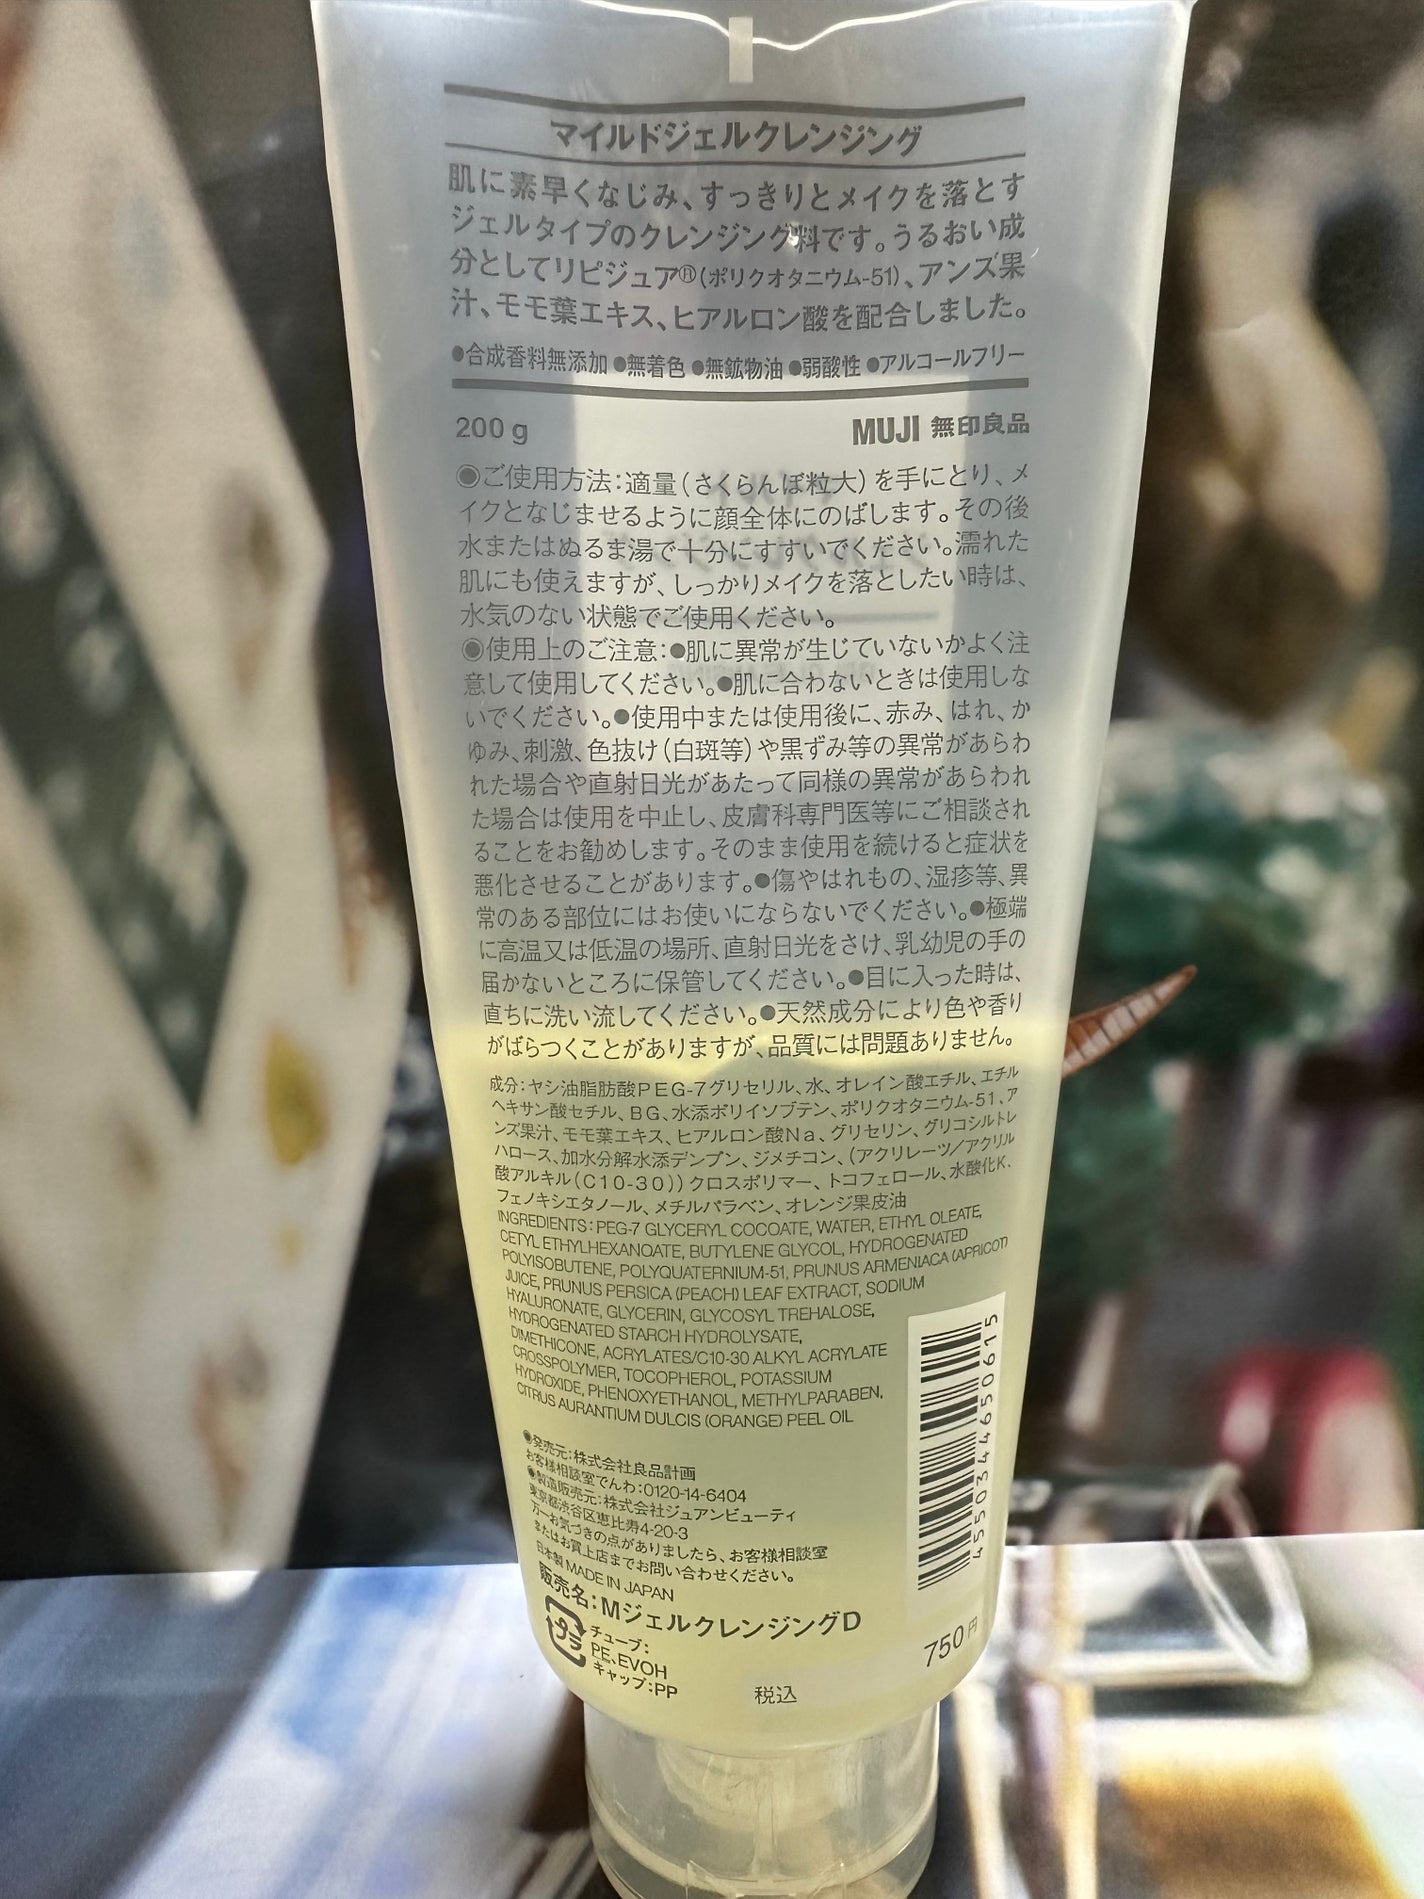 マイルドジェルクレンジング
肌に素早くなじみ、すっきりとメイクを落とす
ジェルタイプのクレンジング料です。うるおい成
分としてリピジュア®(ポリクオタニウム-51)、アンズ果
汁、モモ葉エキス、ヒアルロン酸を配合しました。
●合成香料無添加 ●無着色 ●無鉱物油 ●弱酸性 ●アルコールフリー
200 g
MUJI 無印良品
◉ご使用方法：適量(さくらんぼ粒大)を手にとり、メ
イクとなじませるように顔全体にのばします。その後
水またはぬるま湯で十分にすすいでください。濡れた
肌にも使えますが、しっかりメイクを落としたい時は、
水気のない状態でご使用ください。
◉使用上のご注意：●肌に異常が生じていないかよく注
意して使用してください。●肌に合わないときは使用しな
いでください。●使用中または使用後に、赤み、はれ、か
ゆみ、刺激、色抜け(白斑等)や黒ずみ等の異常があらわ
れた場合や直射日光があたって同様の異常があらわれ
た場合は使用を中止し、皮膚科専門医等にご相談され
ることをお勧めします。そのまま使用を続けると症状を
悪化させることがあります。●傷やはれもの、湿疹等、異
常のある部位にはお使いにならないでください。●極端
に高温又は低温の場所、直射日光をさけ、乳幼児の手の
届かないところに保管してください。●目に入った時は、
直ちに洗い流してください。●天然成分により色や香り
がばらつくことがありますが、品質には問題ありません。
成分：ヤシ油脂肪酸PEG-7グリセリル、水、オレイン酸エチル、エチル
ヘキサン酸セチル、BG、水添ポリイソブテン、ポリクオタニウム-51、ア
ンズ果汁、モモ葉エキス、ヒアルロン酸Na、グリセリン、グリコシルトレ
ハロース、加水分解水添デンプン、ジメチコン、(アクリレーツ/アクリル
酸アルキル(C10-30))クロスポリマー、トコフェロール、水酸化K、
フェノキシエタノール、メチルパラベン、オレンジ果皮油
INGREDIENTS：PEG-7 GLYCERYL COCOATE, WATER, ETHYL OLEATE,
CETYL ETHYLHEXANOATE, BUTYLENE GLYCOL, HYDROGENATED
POLYISOBUTENE, POLYQUATERNIUM-51, PRUNUS ARMENIACA (APRICOT)
JUICE, PRUNUS PERSICA (PEACH) LEAF EXTRACT, SODIUM
HYALURONATE, GLYCERIN, GLYCOSYL TREHALOSE,
HYDROGENATED STARCH HYDROLYSATE,
DIMETHICONE, ACRYLATES/C10-30 ALKYL ACRYLATE
CROSSPOLYMER, TOCOPHEROL, POTASSIUM
HYDROXIDE, PHENOXYETHANOL, METHYLPARABEN,
CITRUS AURANTIUM DULCIS (ORANGE) PEEL OIL
4550344650615
●発売元：株式会社良品計画
お客様相談室でんわ：0120-14-6404
●製造販売元：株式会社ジュアンビューティ
東京都渋谷区恵比寿4-20-3
万一お気づきの点がありましたら、お客様相談室
またはお買上店までお問い合わせください。
日本製 MADE IN JAPAN
販売名：MジェルクレンジングD
プラ
チューブ：
PE、EVOH
キャップ：PP
税込
750円